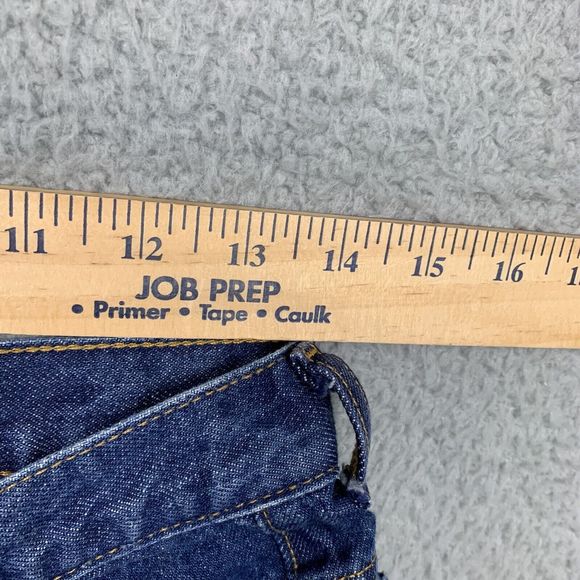 11 12 13 14 15 16
JOB PREP
• Primer • Tape • Caulk